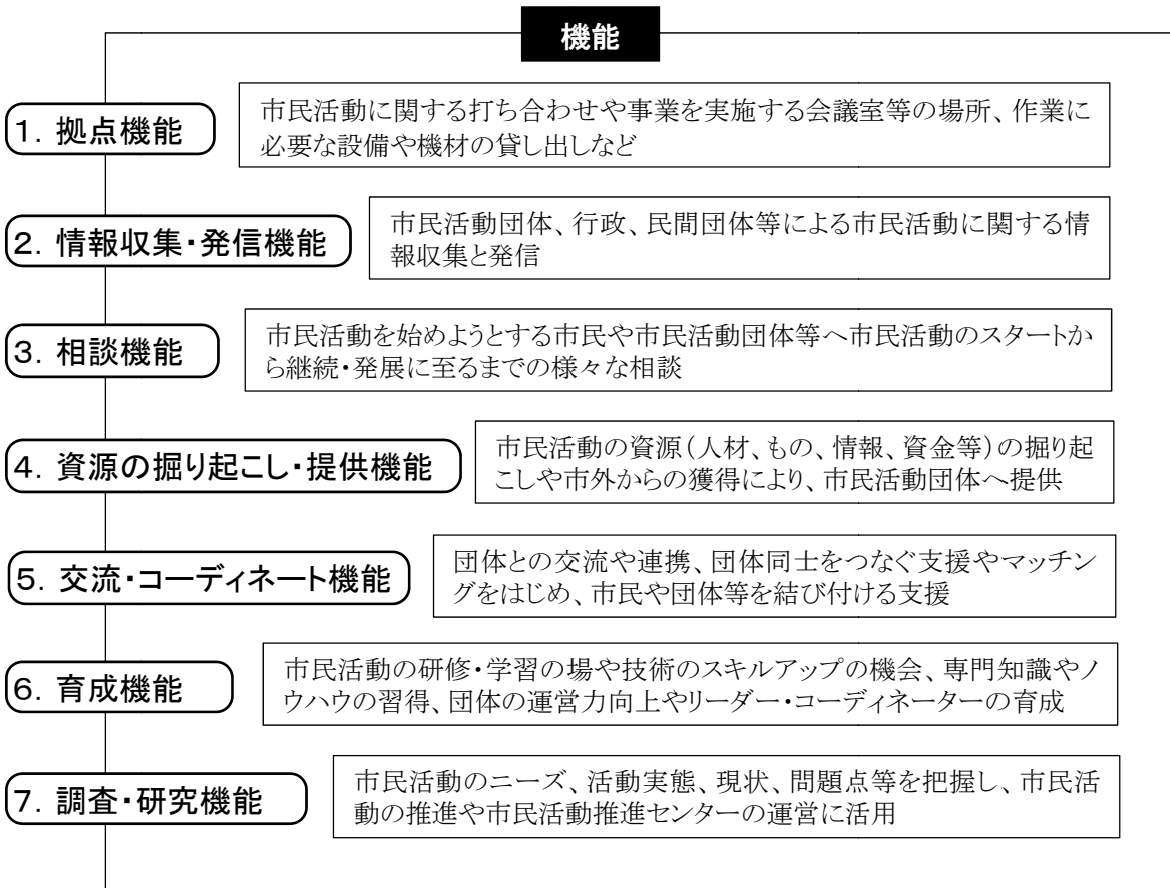 機能
1．拠点機能
市民活動に関する打ち合わせや事業を実施する会議室等の場所、作業に
必要な設備や機材の貸し出しなど
2．情報収集・発信機能
市民活動団体、行政、民間団体等による市民活動に関する情
報収集と発信
3．相談機能
市民活動を始めようとする市民や市民活動団体等へ市民活動のスタートか
ら継続・発展に至るまでの様々な相談
4．資源の掘り起こし・提供機能
市民活動の資源（人材、もの、情報、資金等）の掘り起
こしや市外からの獲得により、市民活動団体へ提供
5．交流・コーディネート機能
団体との交流や連携、団体同士をつなぐ支援やマッチン
グをはじめ、市民や団体等を結び付ける支援
6．育成機能
市民活動の研修・学習の場や技術のスキルアップの機会、専門知識やノ
ウハウの習得、団体の運営力向上やリーダー・コーディネーターの育成
7．調査・研究機能
市民活動のニーズ、活動実態、現状、問題点等を把握し、市民活
動の推進や市民活動推進センターの運営に活用